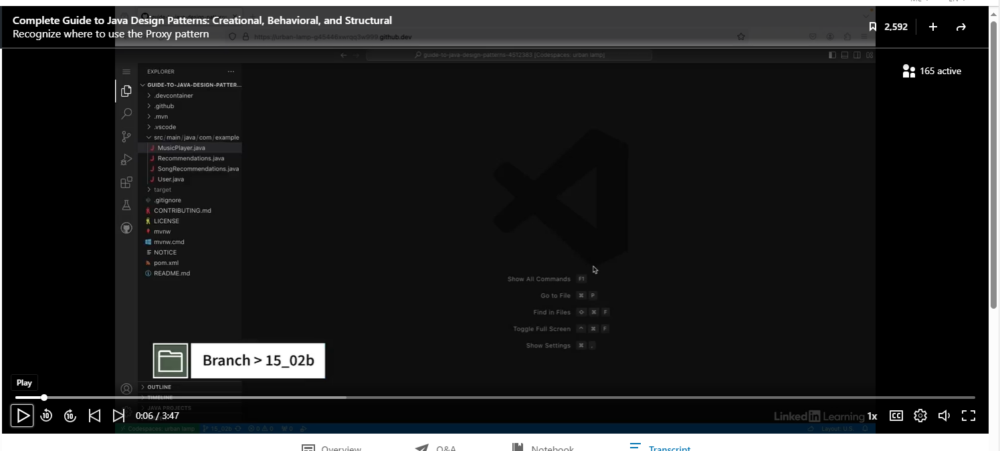 Complete Guide to Java Design Patterns: Creational, Behavioral, and Structural
Recognize where to use the Proxy pattern
2,592
https://urban-lamp-g45446xwrqq3w999.github.dev
guide-to-java-design-patterns-4512383 [Codespaces: urban lamp]
165 active
EXPLORER
GUIDE-TO-JAVA-DESIGN-PATTER...
.devcontainer
.github
.mvn
.vscode
src/main/java/com/example
MusicPlayer.java
Recommendations.java
SongRecommendations.java
User.java
target
.gitignore
CONTRIBUTING.md
LICENSE
mvnw
mvnw.cmd
NOTICE
pom.xml
README.md
Show All Commands F1
Go to File ⌘ P
Find in Files ⇧ ⌘ F
Toggle Full Screen ^ ⌘ F
Show Settings ⌘ ,
Branch > 15_02b
OUTLINE
TIMELINE
JAVA PROJECTS
Play
10 10 0:06 / 3:47
LinkedIn Learning 1x CC
Codespaces: urban lamp 15_02b 0 0 0 Layout: U.S.
Overview Q&A Notebook Transcript